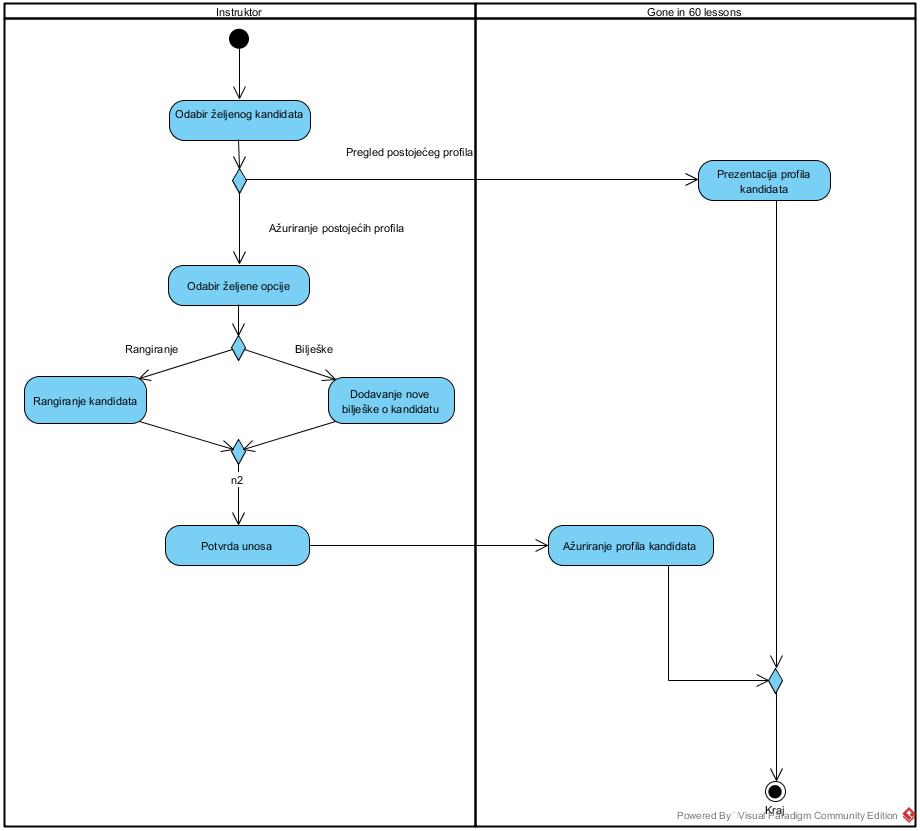 Instruktor
Gone in 60 lessons
Odabir željenog kandidata
Pregled postojećeg profila
Prezentacija profila
kandidata
Ažuriranje postojećih profila
Odabir željene opcije
Rangiranje
Bilješke
Rangiranje kandidata
Dodavanje nove
bilješke o kandidatu
n2
Potvrda unosa
Ažuriranje profila kandidata
Kraj
Powered By Visual Paradigm Community Edition